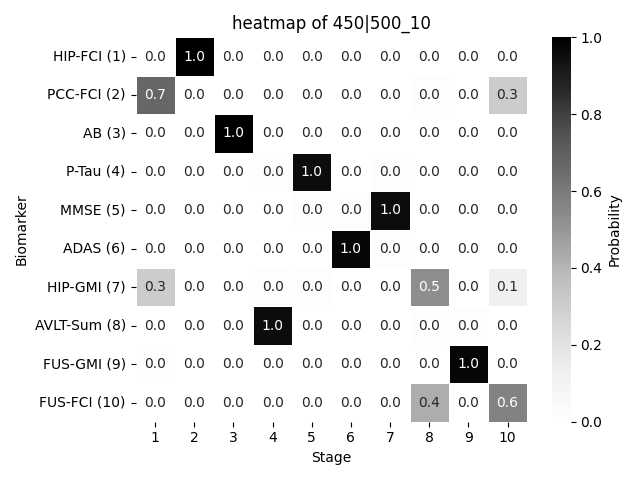 heatmap of 450|500_10
HIP-FCI (1) 0.0 1.0 0.0 0.0 0.0 0.0 0.0 0.0 0.0 0.0
PCC-FCI (2) 0.7 0.0 0.0 0.0 0.0 0.0 0.0 0.0 0.0 0.3
AB (3) 0.0 0.0 1.0 0.0 0.0 0.0 0.0 0.0 0.0 0.0
P-Tau (4) 0.0 0.0 0.0 0.0 1.0 0.0 0.0 0.0 0.0 0.0
MMSE (5) 0.0 0.0 0.0 0.0 0.0 0.0 1.0 0.0 0.0 0.0
ADAS (6) 0.0 0.0 0.0 0.0 0.0 1.0 0.0 0.0 0.0 0.0
HIP-GMI (7) 0.3 0.0 0.0 0.0 0.0 0.0 0.0 0.5 0.0 0.1
AVLT-Sum (8) 0.0 0.0 0.0 1.0 0.0 0.0 0.0 0.0 0.0 0.0
FUS-GMI (9) 0.0 0.0 0.0 0.0 0.0 0.0 0.0 0.0 1.0 0.0
FUS-FCI (10) 0.0 0.0 0.0 0.0 0.0 0.0 0.0 0.4 0.0 0.6
1 2 3 4 5 6 7 8 9 10
Stage
Biomarker
1.0
0.8
0.6
0.4
0.2
0.0
Probability